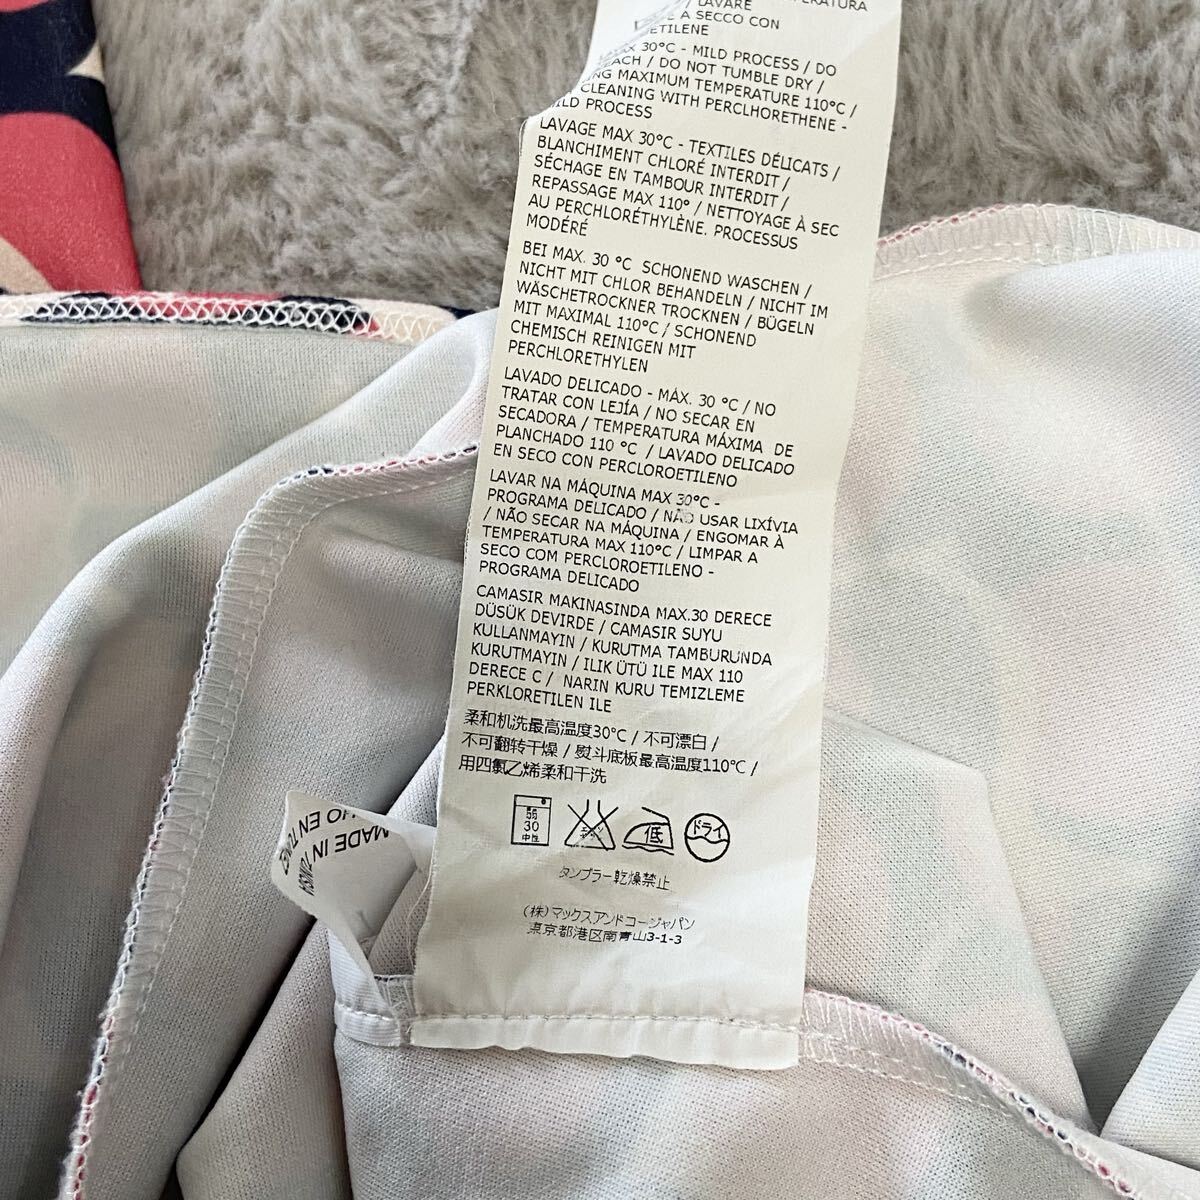 LAVARE
A SECCO CON
30°C - MILD PROCESS / DO
DO NOT TUMBLE DRY /
MAXIMUM TEMPERATURE 110°C /
CLEANING WITH PERCLHORETHENE -
PROCESS
LAVAGE MAX 30°C - TEXTILES DÉLICATS /
BLANCHIMENT CHLORÉ INTERDIT /
SÉCHAGE EN TAMBOUR INTERDIT /
REPASSAGE MAX 110° / NETTOYAGE À SEC
AU PERCHLORÉTHYLÈNE. PROCESSUS
MODÉRÉ
BEI MAX. 30 °C SCHONEND WASCHEN /
NICHT MIT CHLOR BEHANDELN / NICHT IM
WÄSCHETROCKNER TROCKNEN / BÜGELN
MIT MAXIMAL 110°C / SCHONEND
CHEMISCH REINIGEN MIT
PERCHLORETHYLEN
LAVADO DELICADO - MÁX. 30 °C / NO
TRATAR CON LEJÍA / NO SECAR EN
SECADORA / TEMPERATURA MÁXIMA DE
PLANCHADO 110 °C / LAVADO DELICADO
EN SECO CON PERCLOROETILENO
LAVAR NA MÁQUINA MAX 30°C -
PROGRAMA DELICADO / NÃO USAR LIXÍVIA
/ NÃO SECAR NA MÁQUINA / ENGOMAR À
TEMPERATURA MAX 110°C / LIMPAR A
SECO COM PERCLOROETILENO -
PROGRAMA DELICADO
CAMASIR MAKINASINDA MAX.30 DERECE
DÜSÜK DEVIRDE / CAMASIR SUYU
KULLANMAYIN / KURUTMA TAMBURUNDA
KURUTMAYIN / ILIK ÜTÜ ILE MAX 110
DERECE C / NARIN KURU TEMIZLEME
PERKLORETILEN ILE
柔和机洗最高温度30°C / 不可漂白 /
不可翻转干燥 / 熨斗底板最高温度110°C /
用四氯乙烯柔和干洗
弱
30
中性
低
ドライ
タンブラー乾燥禁止
(株)マックスアンドコージャパン
東京都港区南青山3-1-3
MADE IN
EN